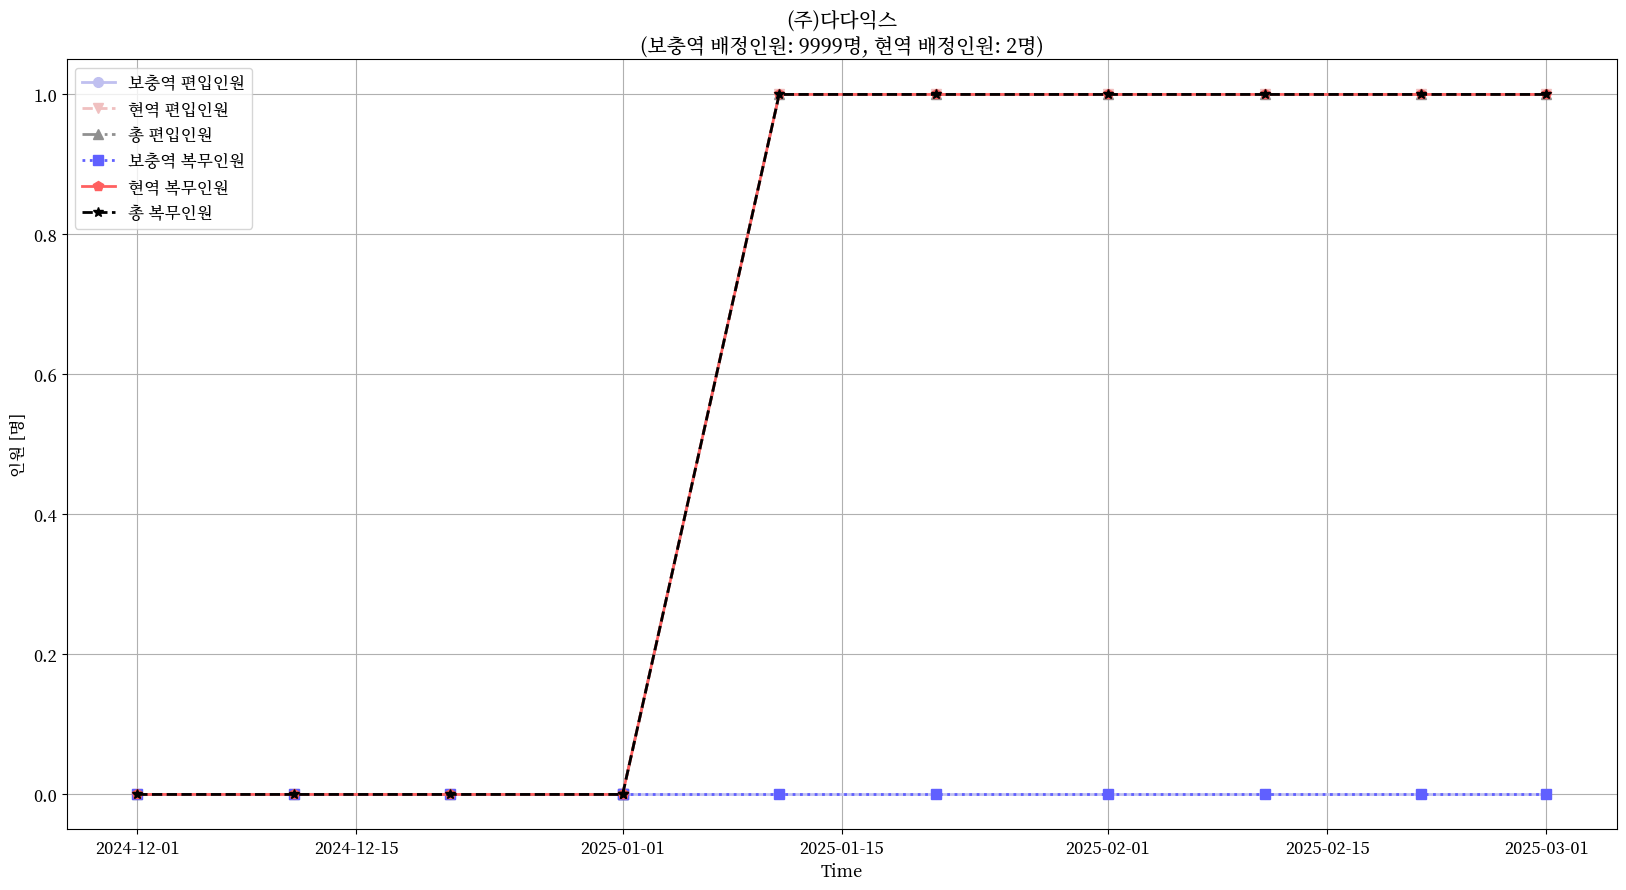 (주)다다익스
(보충역 배정인원: 9999명, 현역 배정인원: 2명)
보충역 편입인원
현역 편입인원
총 편입인원
보충역 복무인원
현역 복무인원
총 복무인원
1.0
0.8
0.6
0.4
0.2
0.0
인원 [명]
2024-12-01
2024-12-15
2025-01-01
2025-01-15
2025-02-01
2025-02-15
2025-03-01
Time